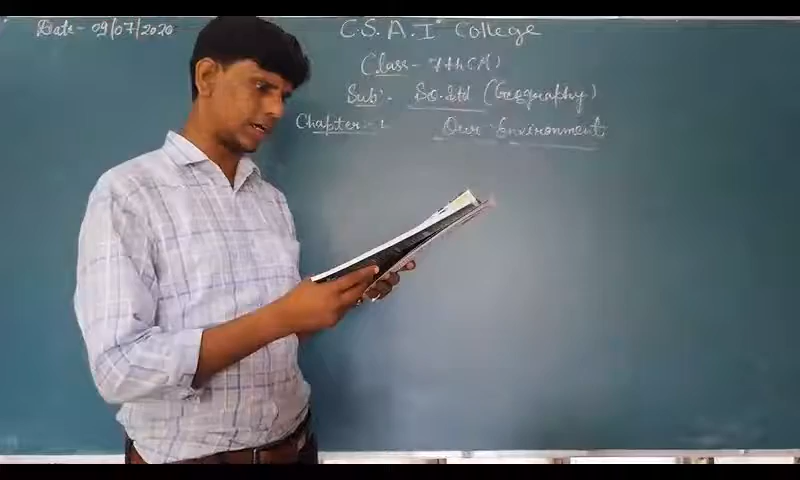 Date - 09/07/2020
C.S.A.I College
Class - 7th (A)
Sub - SO.Std (Geography)
Chapter - 1 Our Environment